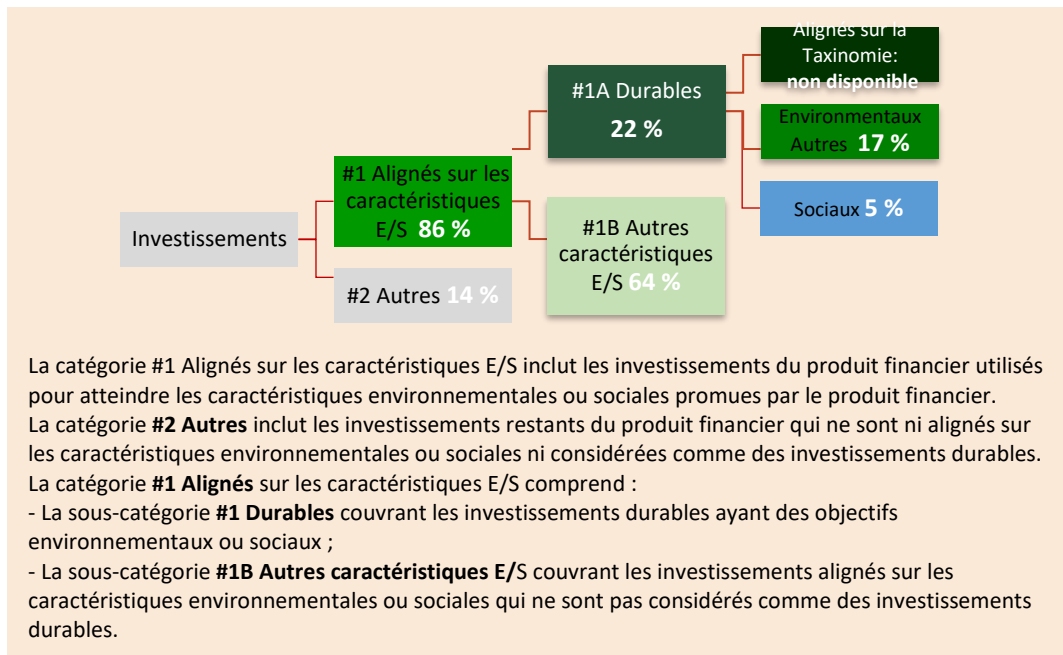 Investissements
#1 Alignés sur les
caractéristiques
E/S 86 %
#2 Autres 14 %
#1A Durables
22 %
#1B Autres
caractéristiques
E/S 64 %
Alignés sur la
Taxinomie:
non disponible
Environmentaux
Autres 17 %
Sociaux 5 %
La catégorie #1 Alignés sur les caractéristiques E/S inclut les investissements du produit financier utilisés
pour atteindre les caractéristiques environnementales ou sociales promues par le produit financier.
La catégorie #2 Autres inclut les investissements restants du produit financier qui ne sont ni alignés sur
les caractéristiques environnementales ou sociales ni considérées comme des investissements durables.
La catégorie #1 Alignés sur les caractéristiques E/S comprend :
- La sous-catégorie #1 Durables couvrant les investissements durables ayant des objectifs
environnementaux ou sociaux ;
- La sous-catégorie #1B Autres caractéristiques E/S couvrant les investissements alignés sur les
caractéristiques environnementales ou sociales qui ne sont pas considérés comme des investissements
durables.